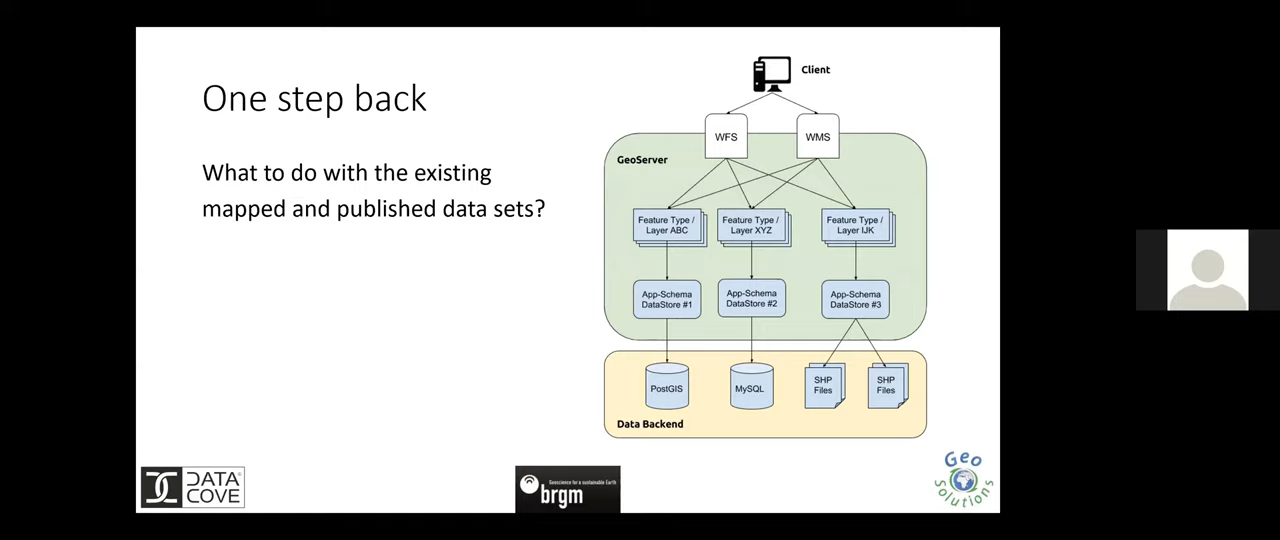 One step back
What to do with the existing
mapped and published data sets?
Client
WFS
WMS
GeoServer
Feature Type /
Layer ABC
Feature Type /
Layer XYZ
Feature Type /
Layer IJK
App-Schema
DataStore #1
App-Schema
DataStore #2
App-Schema
DataStore #3
PostGIS
MySQL
SHP
Files
SHP
Files
Data Backend
DATA
COVE
Geoscience for a sustainable Earth
brgm
Geo
Solutions